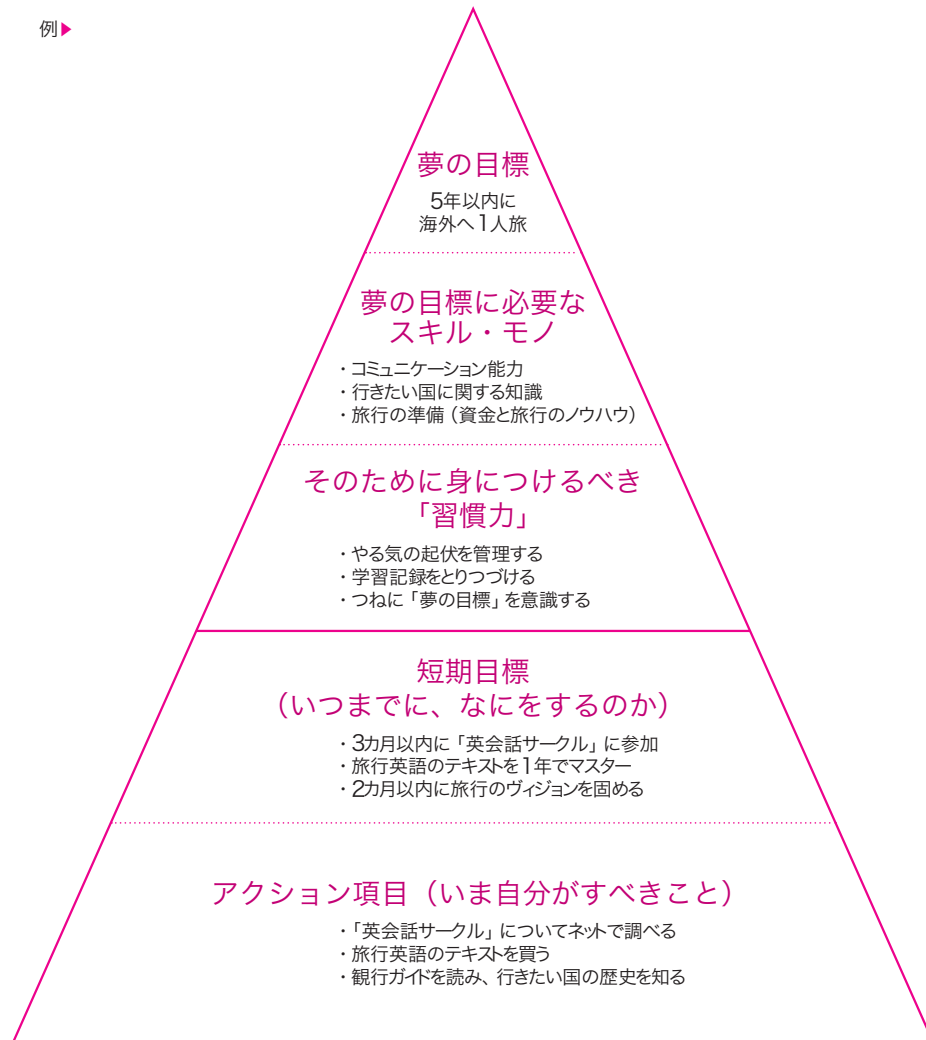 例▶
夢の目標
5年以内に
海外へ1人旅
夢の目標に必要な
スキル・モノ
・コミュニケーション能力
・行きたい国に関する知識
・旅行の準備（資金と旅行のノウハウ）
そのために身につけるべき
「習慣力」
・やる気の起伏を管理する
・学習記録をとりつづける
・つねに「夢の目標」を意識する
短期目標
（いつまでに、なにをするのか）
・3カ月以内に「英会話サークル」に参加
・旅行英語のテキストを1年でマスター
・2カ月以内に旅行のヴィジョンを固める
アクション項目（いま自分がすべきこと）
・「英会話サークル」についてネットで調べる
・旅行英語のテキストを買う
・観行ガイドを読み、行きたい国の歴史を知る